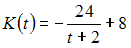 K(t) = − 24/(t + 2) + 8